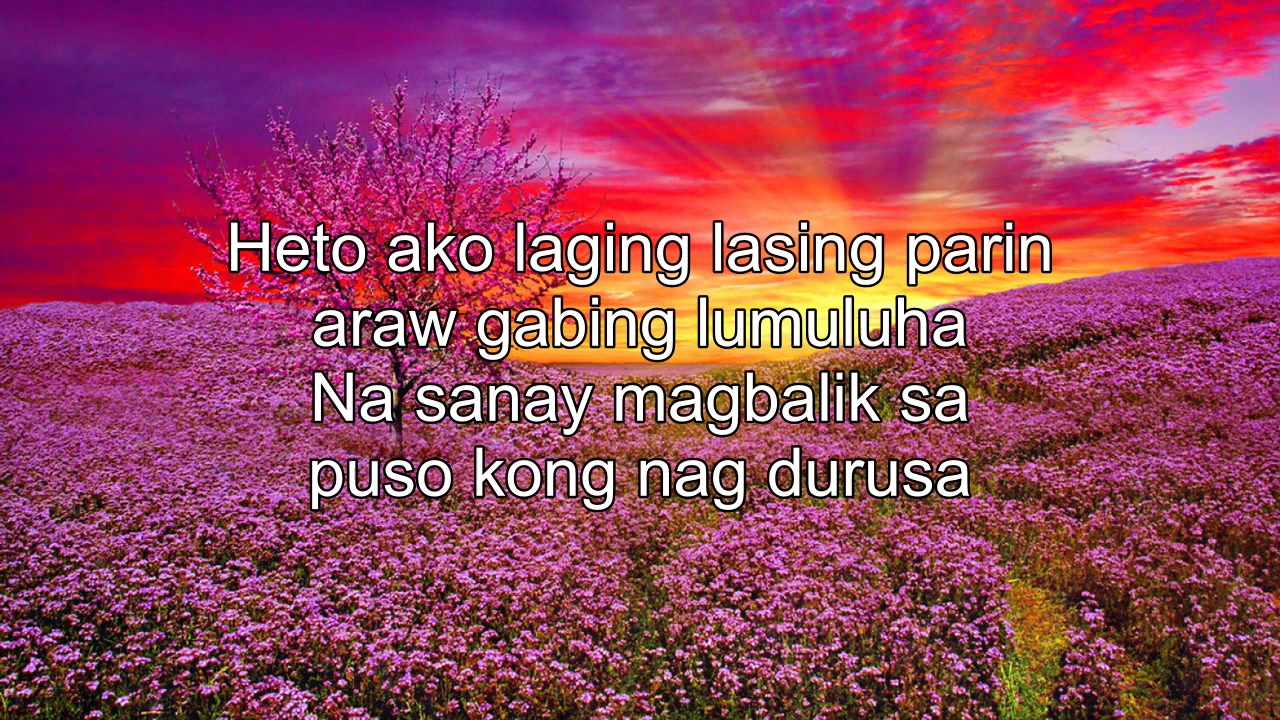 Heto ako laging lasing parin
araw gabing lumuluha
Na sanay magbalik sa
puso kong nag durusa